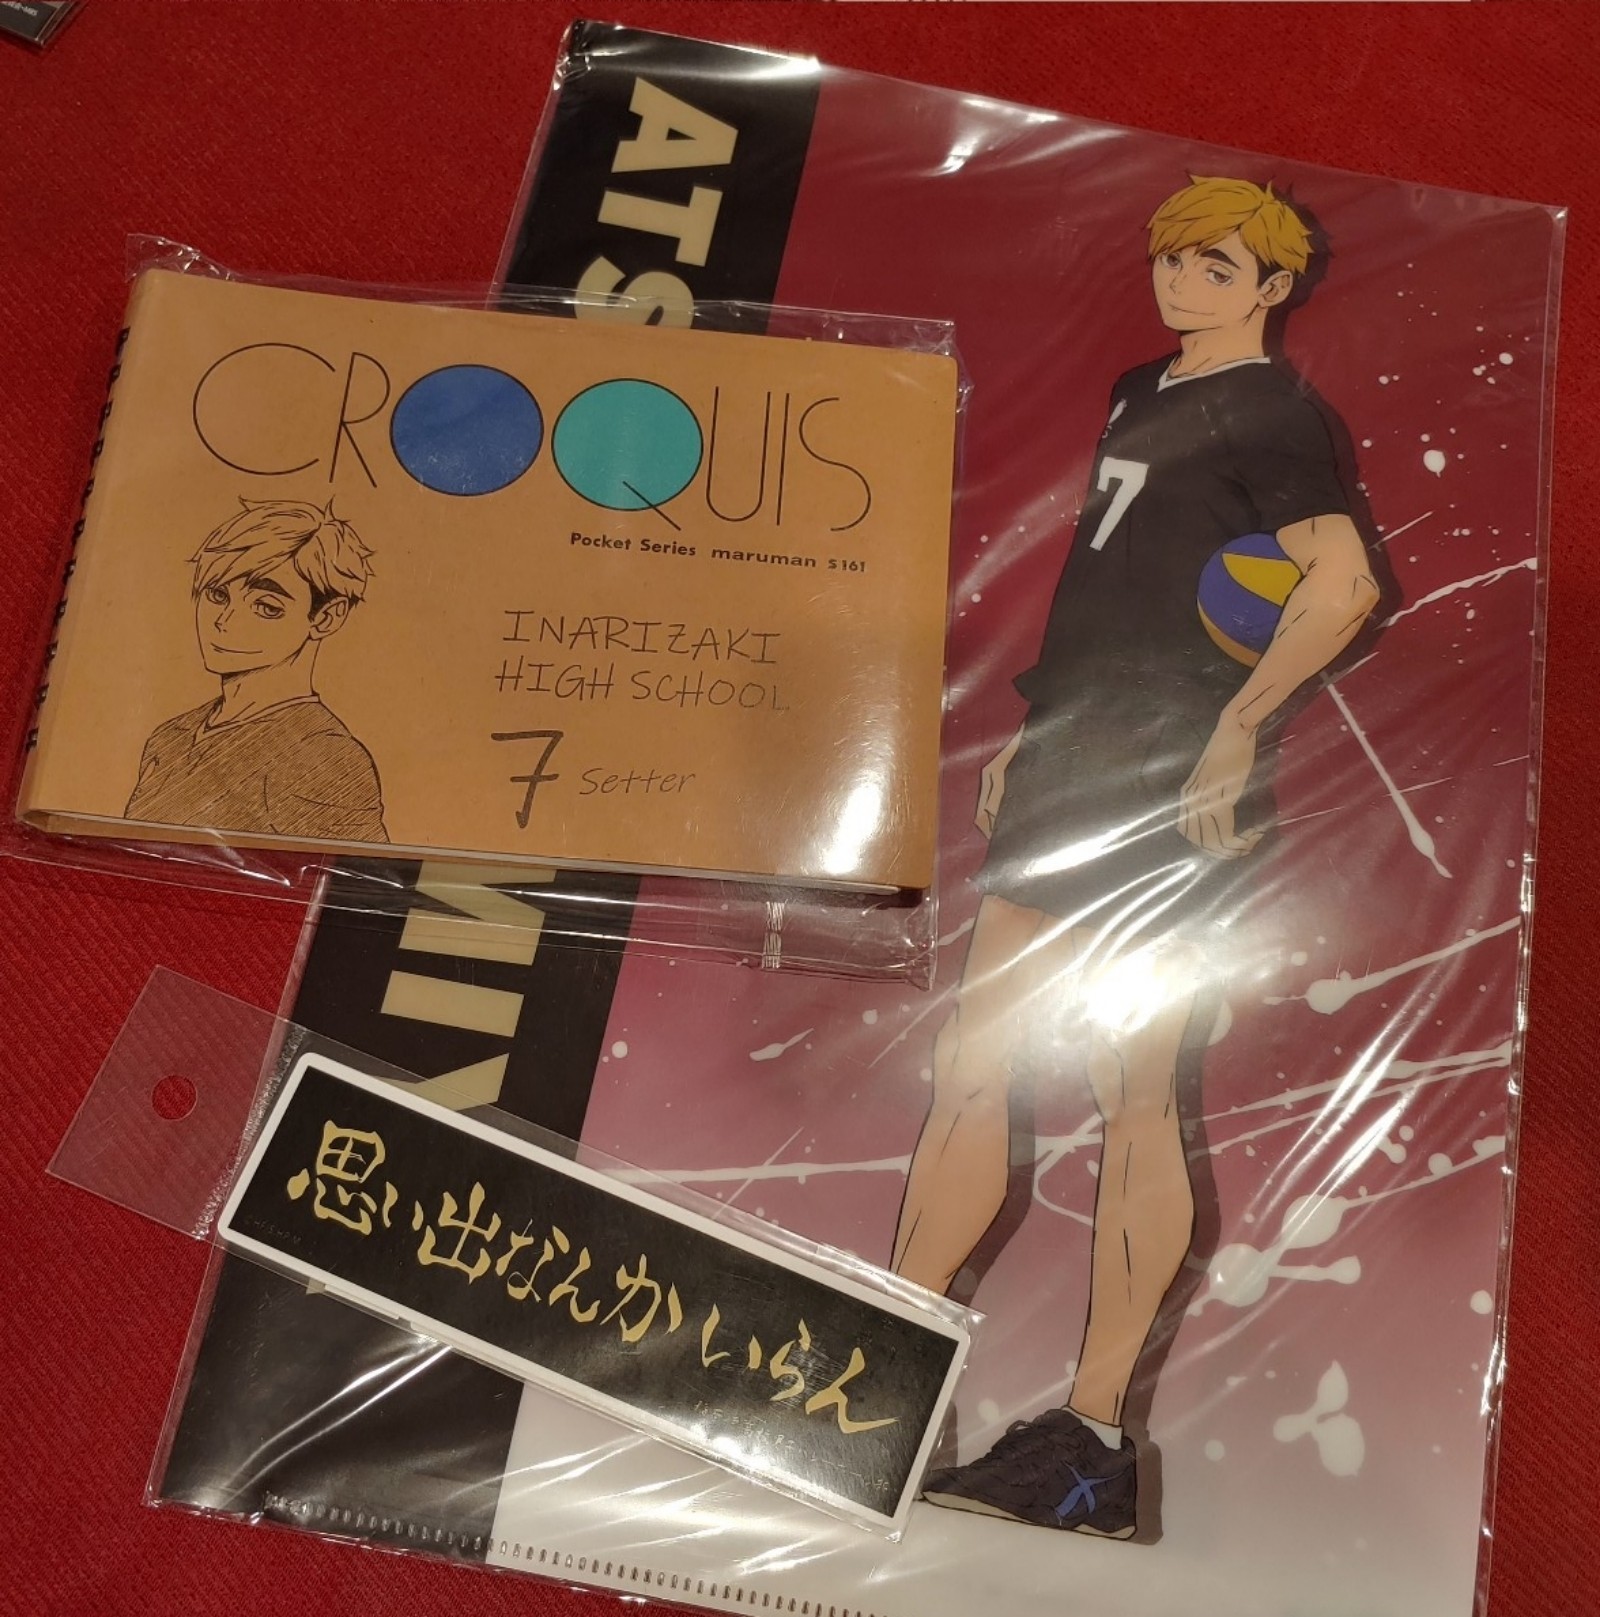 ATS
MIY
CROQUIS
Pocket Series maruman S161
INARIZAKI
HIGH SCHOOL
7 Setter
7
思い出なんかいらん